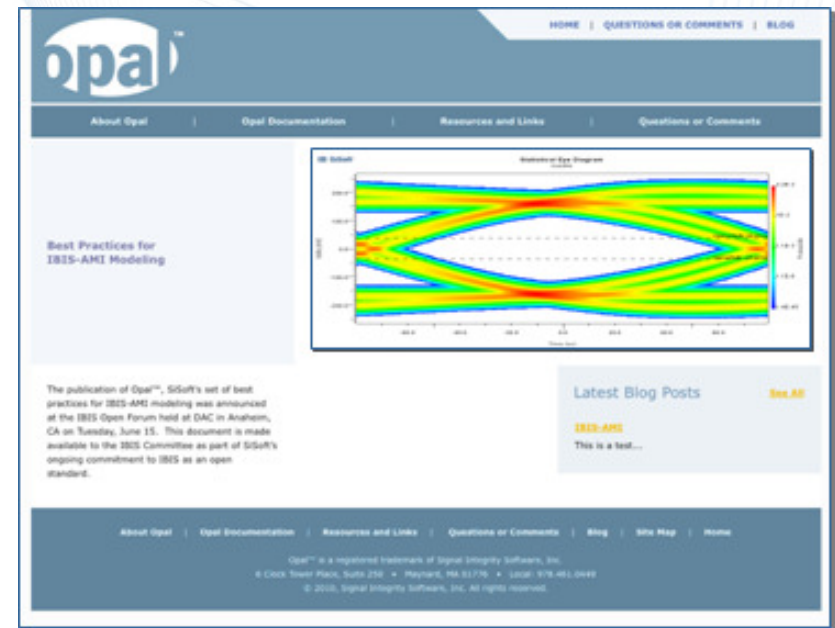 opal™
HOME | QUESTIONS OR COMMENTS | BLOG
About Opal | Opal Documentation | Resources and Links | Questions or Comments
Best Practices for
IBIS-AMI Modeling
SiSoft
Statistical Eye Diagram
The publication of Opal™, SiSoft's set of best
practices for IBIS-AMI modeling was announced
at the IBIS Open Forum held at DAC in Anaheim,
CA on Tuesday, June 15. This document is made
available to the IBIS Committee as part of SiSoft's
ongoing commitment to IBIS as an open
standard.
Latest Blog Posts
See All
IBIS-AMI
This is a test...
About Opal | Opal Documentation | Resources and Links | Questions or Comments | Blog | Site Map | Home
Opal™ is a registered trademark of Signal Integrity Software, Inc.
6 Clock Tower Place, Suite 250 • Maynard, MA 01776 • Local: 978.461.0449
© 2010, Signal Integrity Software, Inc. All rights reserved.